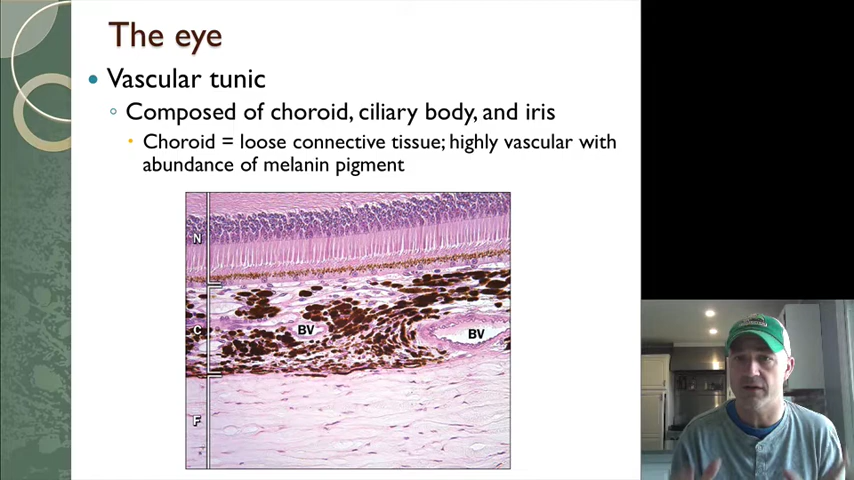 The eye
Vascular tunic
Composed of choroid, ciliary body, and iris
Choroid = loose connective tissue; highly vascular with
abundance of melanin pigment
N
C
BV
BV
F